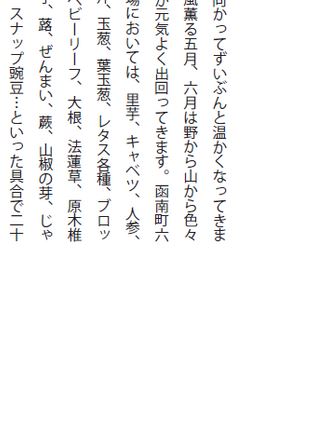 向かってずいぶんと温かくなってきま
風薫る五月、六月は野から山から色々
が元気よく出回ってきます。函南町六
場においては、里芋、キャベツ、人参、
、玉葱、葉玉葱、レタス各種、ブロッ
ベビーリーフ、大根、法蓮草、原木椎
、蕗、ぜんまい、蕨、山椒の芽、じゃ
スナップ豌豆…といった具合で二十